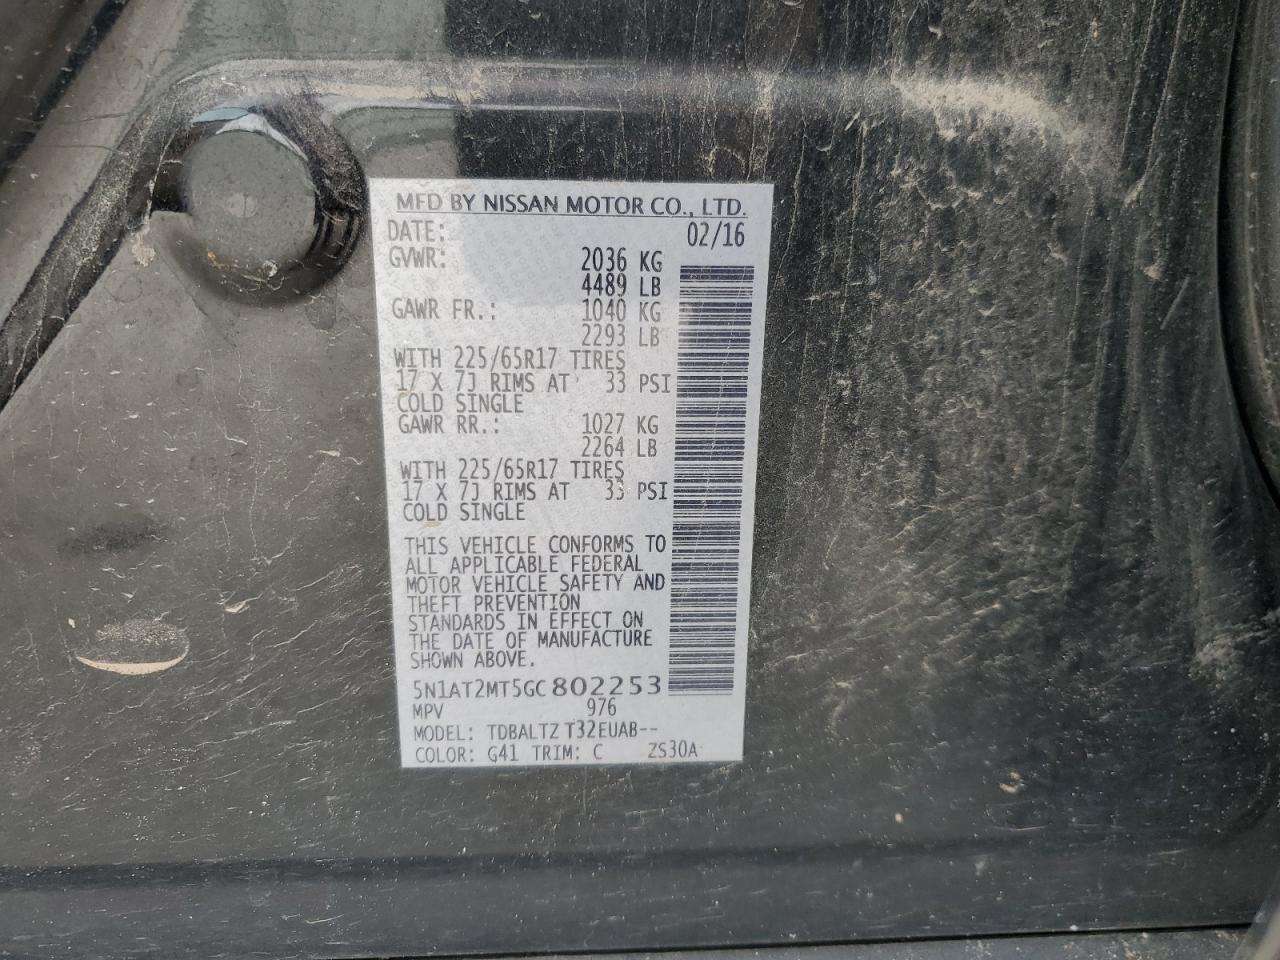 MFD BY NISSAN MOTOR CO., LTD.
DATE: 02/16
GVWR: 2036 KG
4489 LB
GAWR FR.: 1040 KG
2293 LB
WITH 225/65R17 TIRES
17 X 7J RIMS AT 33 PSI
COLD SINGLE
GAWR RR.: 1027 KG
2264 LB
WITH 225/65R17 TIRES
17 X 7J RIMS AT 33 PSI
COLD SINGLE
THIS VEHICLE CONFORMS TO
ALL APPLICABLE FEDERAL
MOTOR VEHICLE SAFETY AND
THEFT PREVENTION
STANDARDS IN EFFECT ON
THE DATE OF MANUFACTURE
SHOWN ABOVE.
5N1AT2MT5GC802253
MPV 976
MODEL: TDBALTZ T32EUAB--
COLOR: G41 TRIM: C ZS30A